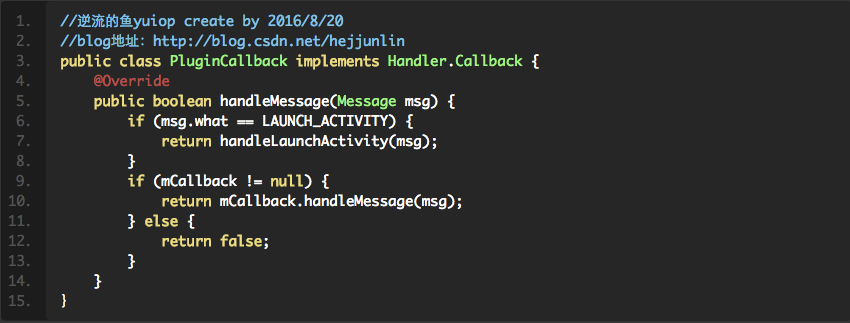 1. //逆流的鱼yuiop create by 2016/8/20
2. //blog地址: http://blog.csdn.net/hejjunlin
3. public class PluginCallback implements Handler.Callback {
4. @Override
5. public boolean handleMessage(Message msg) {
6. if (msg.what == LAUNCH_ACTIVITY) {
7. return handleLaunchActivity(msg);
8. }
9. if (mCallback != null) {
10. return mCallback.handleMessage(msg);
11. } else {
12. return false;
13. }
14. }
15. }